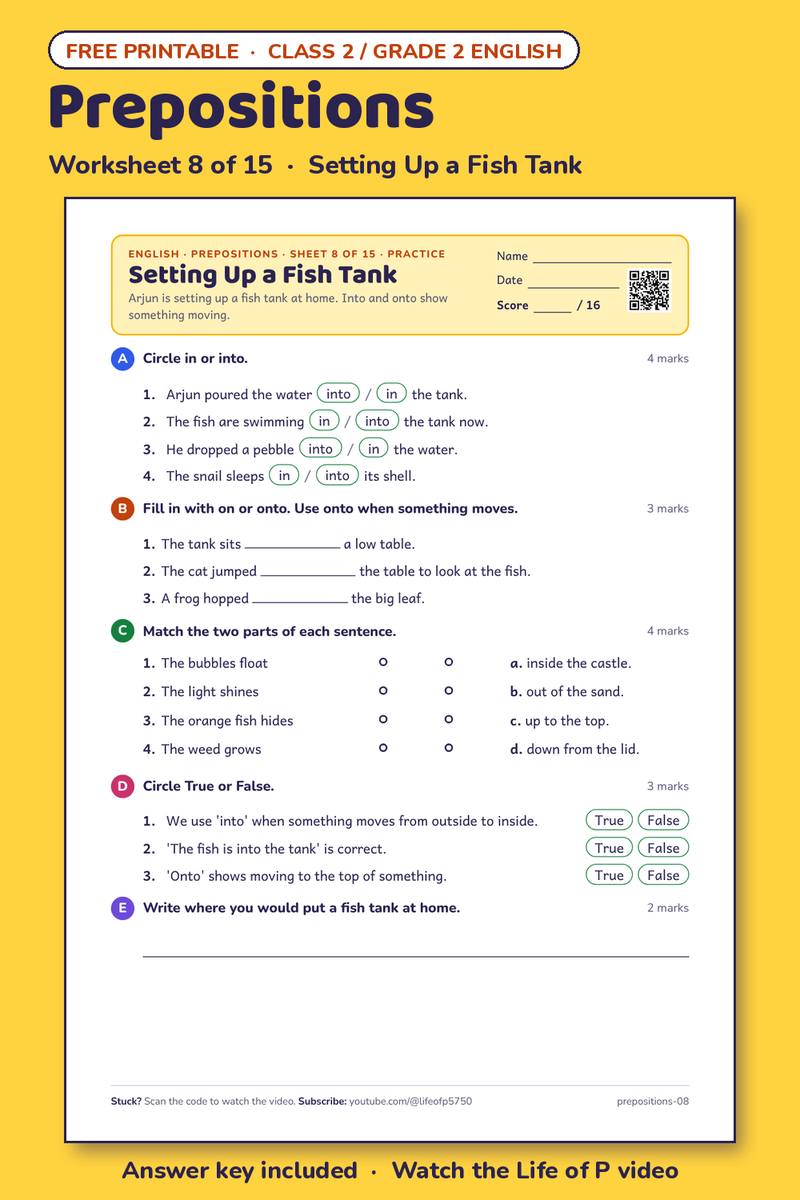 FREE PRINTABLE · CLASS 2 / GRADE 2 ENGLISH
Prepositions
Worksheet 8 of 15 · Setting Up a Fish Tank
ENGLISH · PREPOSITIONS · SHEET 8 OF 15 · PRACTICE
Setting Up a Fish Tank
Arjun is setting up a fish tank at home. Into and onto show
something moving.
Name
Date
Score / 16
A Circle in or into. 4 marks
1. Arjun poured the water into / in the tank.
2. The fish are swimming in / into the tank now.
3. He dropped a pebble into / in the water.
4. The snail sleeps in / into its shell.
B Fill in with on or onto. Use onto when something moves. 3 marks
1. The tank sits ____________ a low table.
2. The cat jumped ____________ the table to look at the fish.
3. A frog hopped ____________ the big leaf.
C Match the two parts of each sentence. 4 marks
1. The bubbles float a. inside the castle.
2. The light shines b. out of the sand.
3. The orange fish hides c. up to the top.
4. The weed grows d. down from the lid.
D Circle True or False. 3 marks
1. We use 'into' when something moves from outside to inside. True False
2. 'The fish is into the tank' is correct. True False
3. 'Onto' shows moving to the top of something. True False
E Write where you would put a fish tank at home. 2 marks
Stuck? Scan the code to watch the video. Subscribe: youtube.com/@lifeofp5750 prepositions-08
Answer key included · Watch the Life of P video